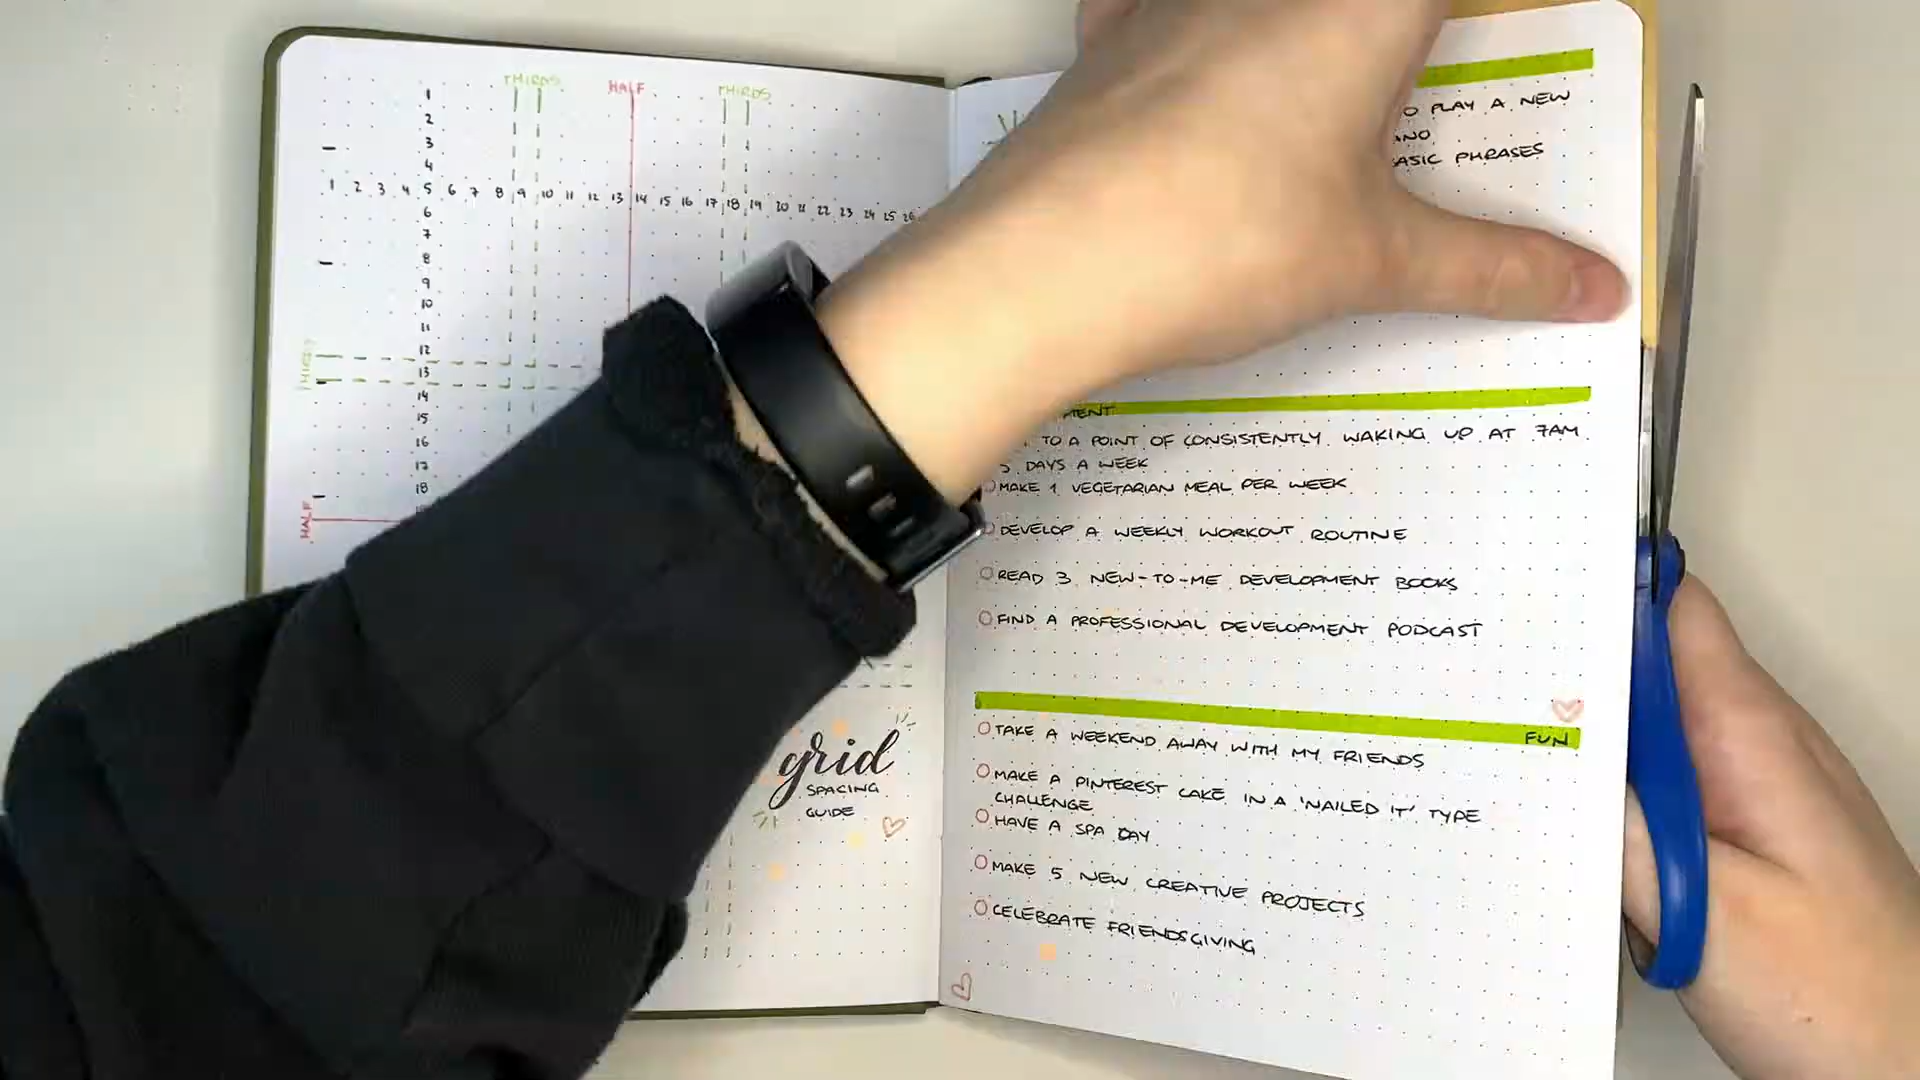 THIRDS HALF THIRDS
1
2
3
4
1 2 3 4 5 6 7 8 9 10 11 12 13 14 15 16 17 18 19 20 21 22 23 24 25 26
6
7
8
9
10
11
12
THIRDS
13
14
15
16
17
18
HALF
grid
SPACING
GUIDE
O PLAY A NEW
ANO
BASIC PHRASES
MENT
TO A POINT OF CONSISTENTLY WAKING UP AT 7AM
5 DAYS A WEEK
MAKE 1 VEGETARIAN MEAL PER WEEK
DEVELOP A WEEKLY WORKOUT ROUTINE
READ 3 NEW-TO-ME DEVELOPMENT BOOKS
FIND A PROFESSIONAL DEVELOPMENT PODCAST
FUN
TAKE A WEEKEND AWAY WITH MY FRIENDS
MAKE A PINTEREST CAKE IN A 'NAILED IT' TYPE
CHALLENGE
HAVE A SPA DAY
MAKE 5 NEW CREATIVE PROJECTS
CELEBRATE FRIENDSGIVING